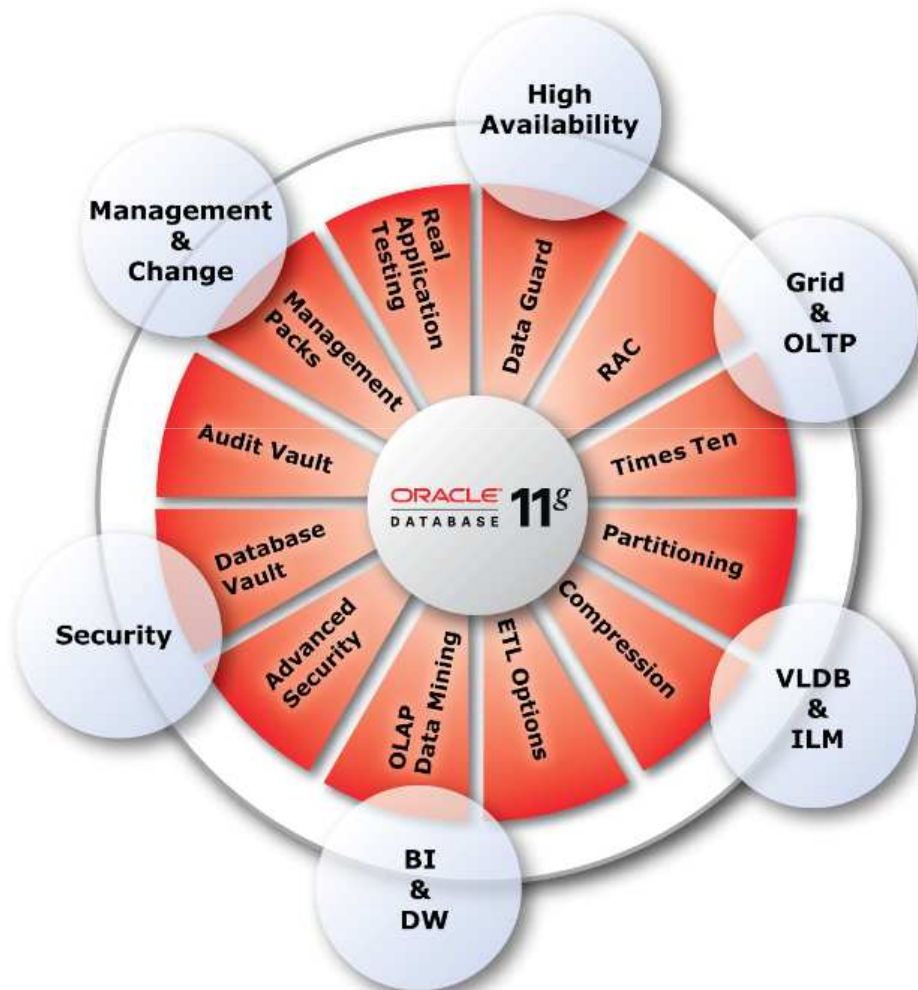 High
Availability
Management
&
Change
Grid
&
OLTP
Real
Application
Testing
Data Guard
Management
Packs
RAC
Audit Vault
Times Ten
ORACLE
DATABASE
11g
Database
Vault
Partitioning
Security
Advanced
Security
OLAP
Data Mining
ETL Options
Compression
VLDB
&
ILM
BI
&
DW